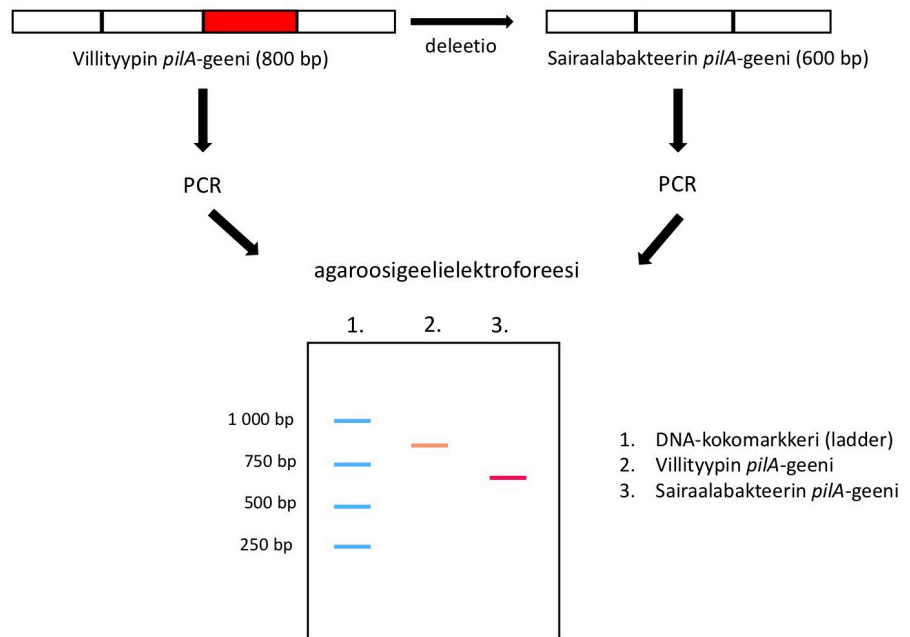 deleetio
Villityypin pilA-geeni (800 bp)
Sairaalabakteerin pilA-geeni (600 bp)
PCR
PCR
agaroosigeelielektroforeesi
1. 2. 3.
1 000 bp
750 bp
500 bp
250 bp
1. DNA-kokomarkkeri (ladder)
2. Villityypin pilA-geeni
3. Sairaalabakteerin pilA-geeni